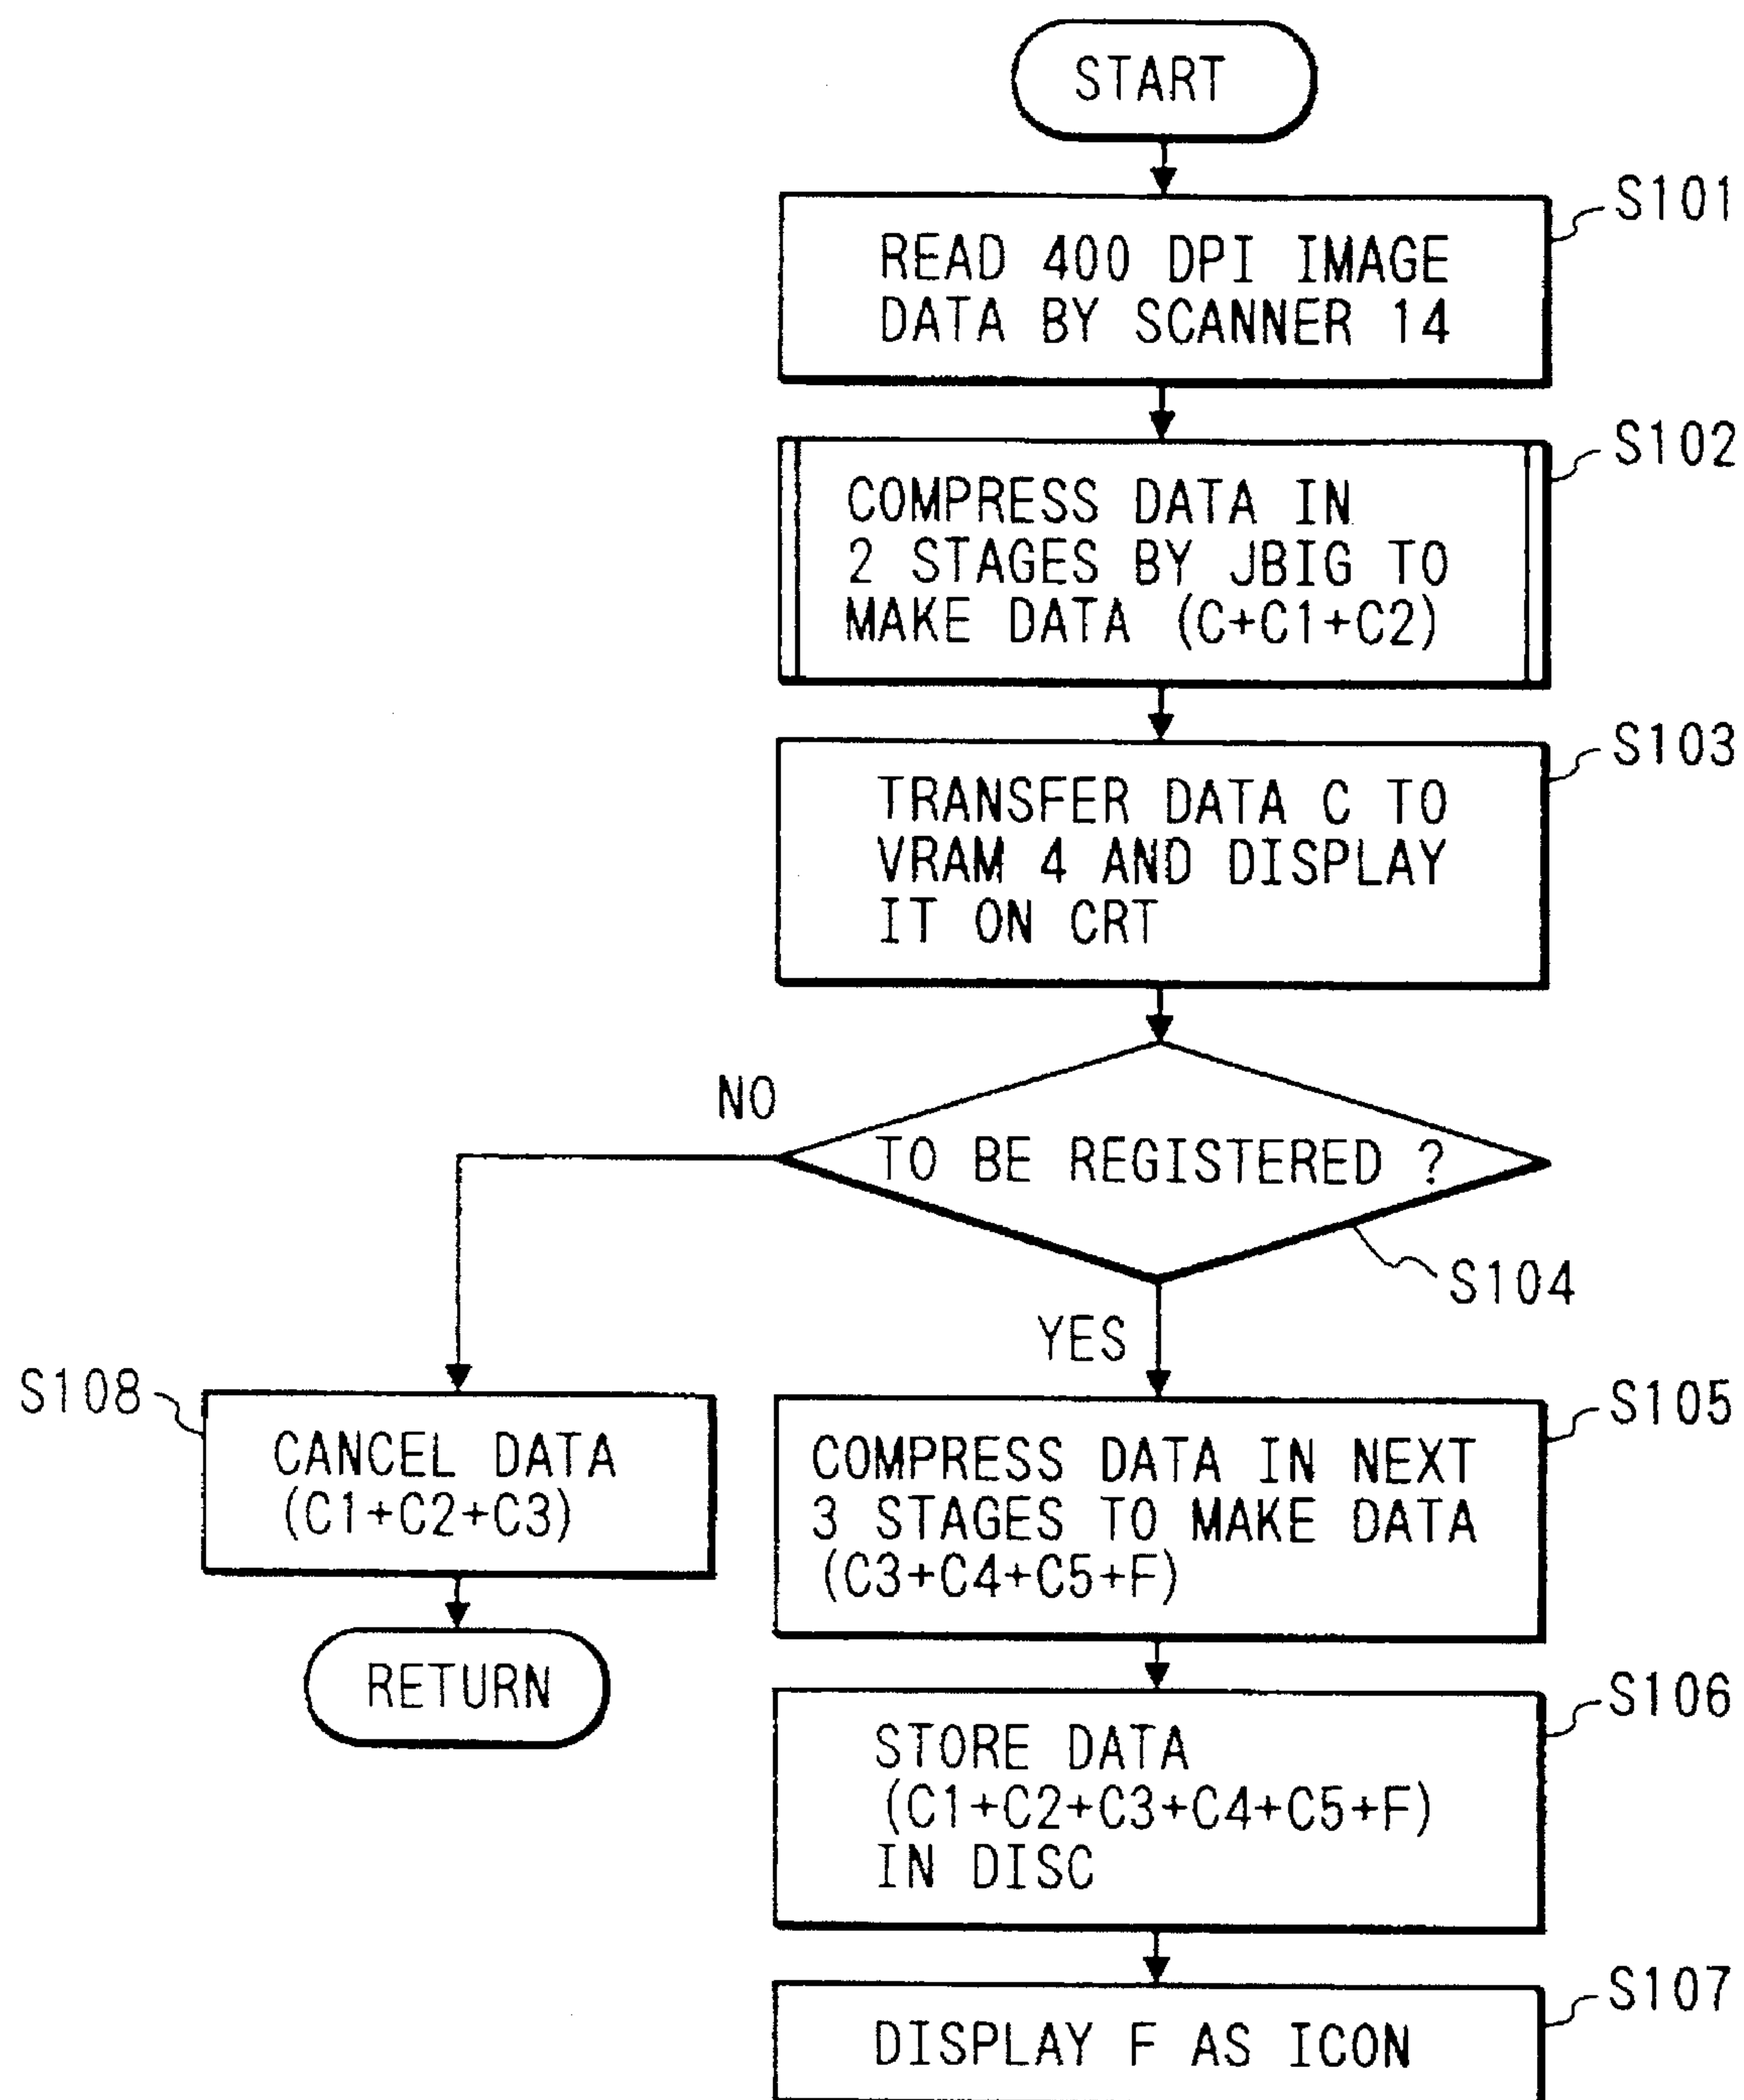 START
S101
READ 400 DPI IMAGE
DATA BY SCANNER 14
S102
COMPRESS DATA IN
2 STAGES BY JBIG TO
MAKE DATA (C+C1+C2)
S103
TRANSFER DATA C TO
VRAM 4 AND DISPLAY
IT ON CRT
NO
TO BE REGISTERED ?
S104
YES
S108
CANCEL DATA
(C1+C2+C3)
RETURN
S105
COMPRESS DATA IN NEXT
3 STAGES TO MAKE DATA
(C3+C4+C5+F)
S106
STORE DATA
(C1+C2+C3+C4+C5+F)
IN DISC
S107
DISPLAY F AS ICON